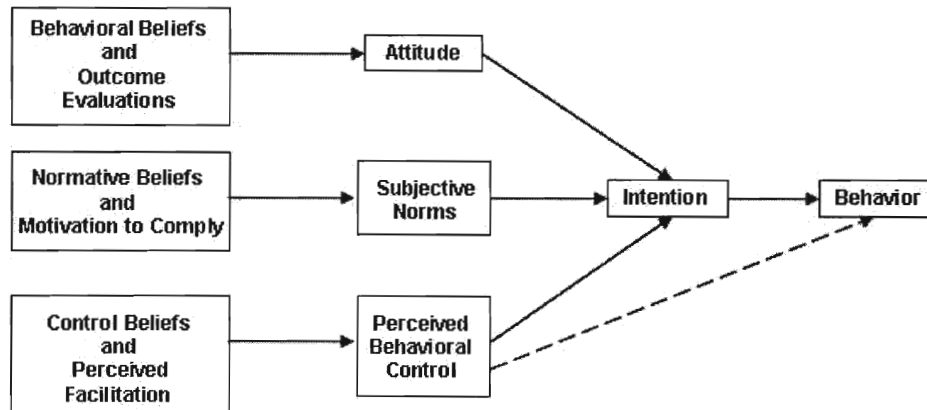 Behavioral Beliefs
and
Outcome
Evaluations
Attitude
Normative Beliefs
and
Motivation to Comply
Subjective
Norms
Intention
Behavior
Control Beliefs
and
Perceived
Facilitation
Perceived
Behavioral
Control